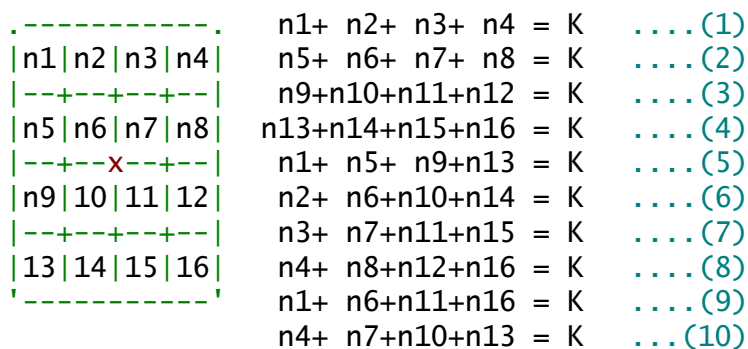 .-----------.   n1+ n2+ n3+ n4 = K   ....(1)
|n1|n2|n3|n4|   n5+ n6+ n7+ n8 = K   ....(2)
|--+--+--+--|   n9+n10+n11+n12 = K   ....(3)
|n5|n6|n7|n8|  n13+n14+n15+n16 = K   ....(4)
|--+--x--+--|   n1+ n5+ n9+n13 = K   ....(5)
|n9|10|11|12|   n2+ n6+n10+n14 = K   ....(6)
|--+--+--+--|   n3+ n7+n11+n15 = K   ....(7)
|13|14|15|16|   n4+ n8+n12+n16 = K   ....(8)
'-----------'   n1+ n6+n11+n16 = K   ....(9)
                n4+ n7+n10+n13 = K   ...(10)